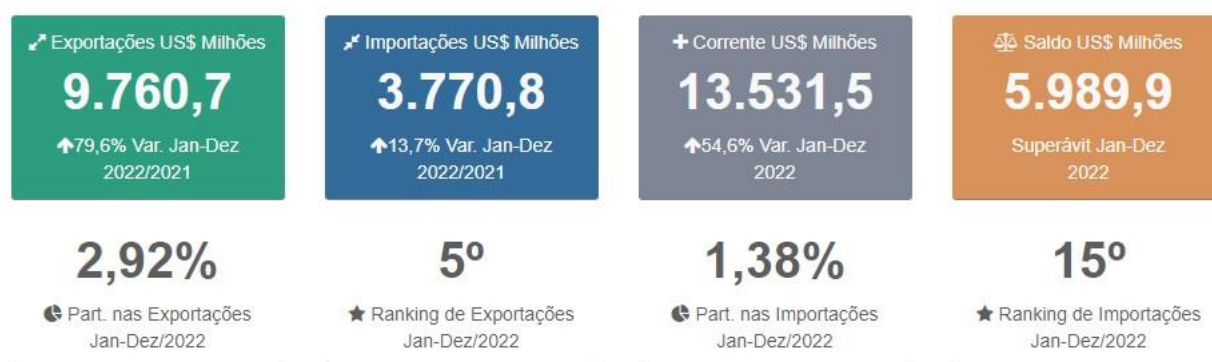 Exportações US$ Milhões
9.760,7
79,6% Var. Jan-Dez
2022/2021
Importações US$ Milhões
3.770,8
13,7% Var. Jan-Dez
2022/2021
Corrente US$ Milhões
13.531,5
54,6% Var. Jan-Dez
2022
Saldo US$ Milhões
5.989,9
Superávit Jan-Dez
2022
2,92%
Part. nas Exportações
Jan-Dez/2022
5º
Ranking de Exportações
Jan-Dez/2022
1,38%
Part. nas Importações
Jan-Dez/2022
15º
Ranking de Importações
Jan-Dez/2022